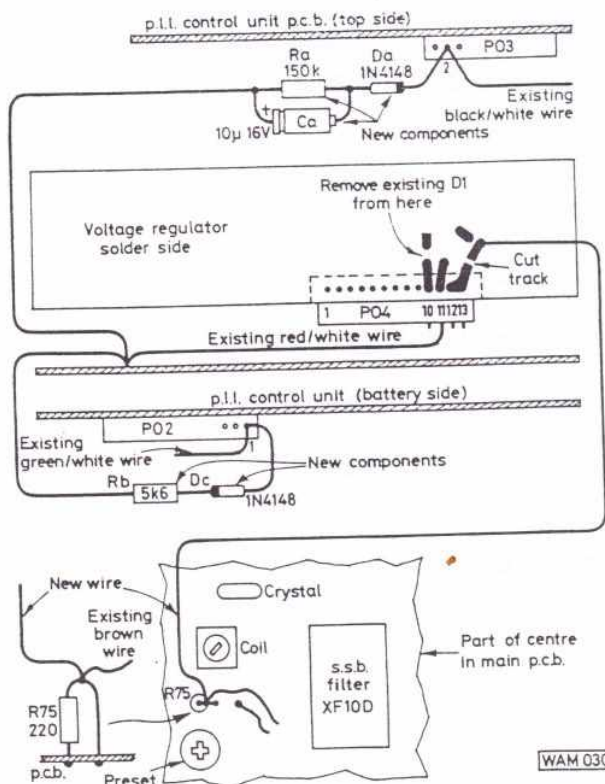 p.l.l. control unit p.c.b. (top side)
Ra
150k
Da
1N4148
PO3
2
+
10µ 16V
Ca
New components
Existing
black/white wire
Voltage regulator
solder side
Remove existing D1
from here
Cut
track
1
PO4
10 11 12 13
Existing red/white wire
p.l.l. control unit (battery side)
PO2
1
Existing
green/white wire
New components
Rb
5k6
Dc
1N4148
New wire
Existing
brown
wire
R75
220
p.c.b.
Crystal
Coil
R75
Preset
s.s.b.
filter
XF10D
Part of centre
in main p.c.b.
WAM 030